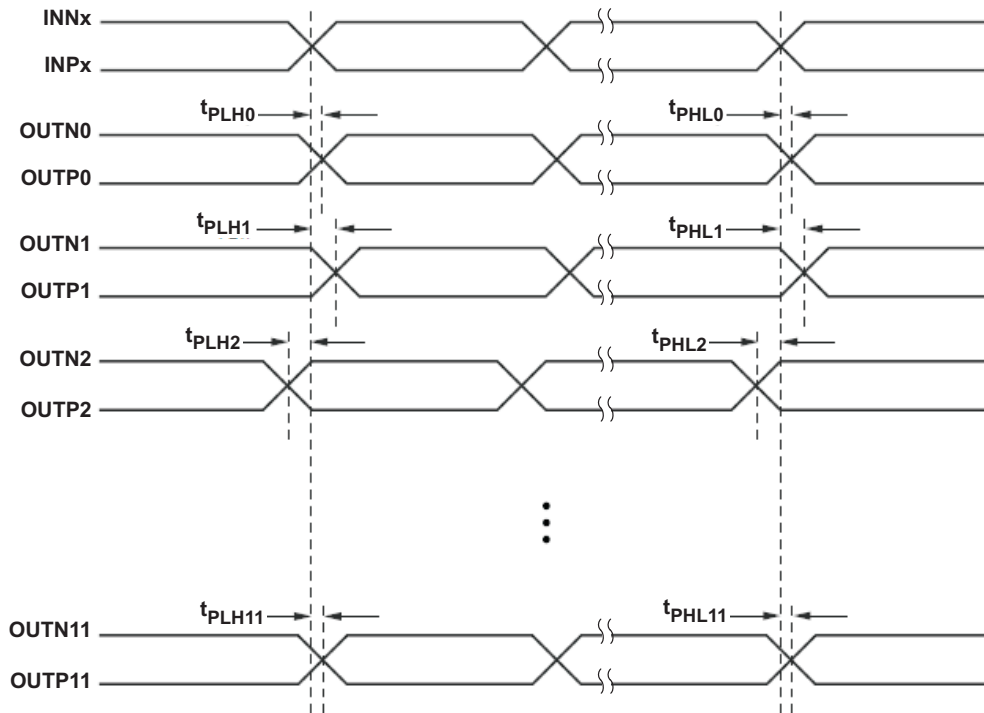 INNx
INPx
tPLH0 tPHL0
OUTN0
OUTP0
tPLH1 tPHL1
OUTN1
OUTP1
tPLH2 tPHL2
OUTN2
OUTP2
tPLH11 tPHL11
OUTN11
OUTP11